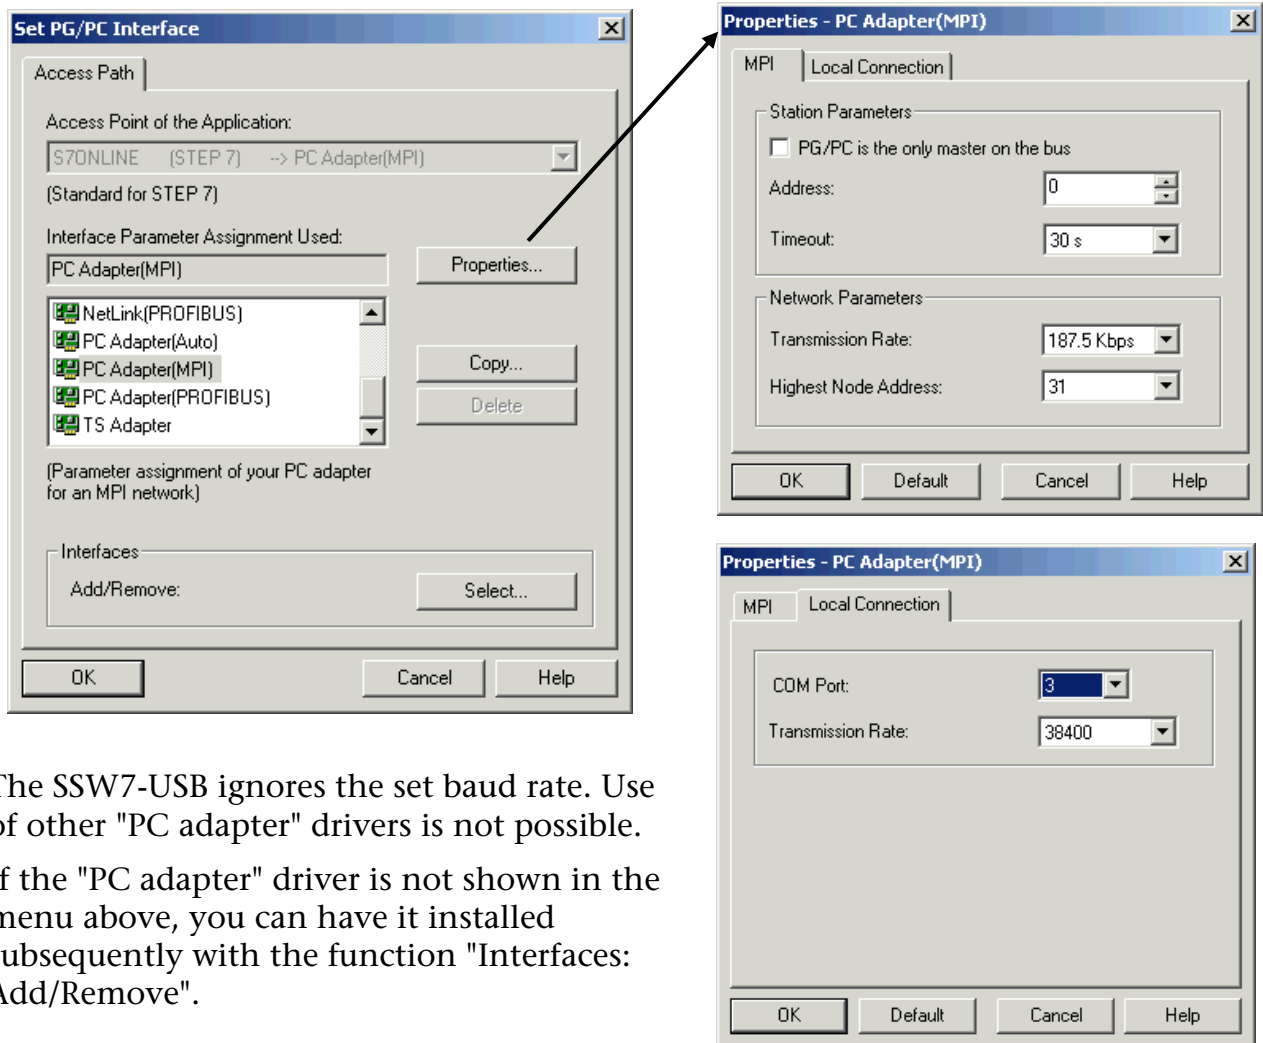 Set PG/PC Interface
Access Path
Access Point of the Application:
S7ONLINE (STEP 7) --> PC Adapter(MPI)
(Standard for STEP 7)
Interface Parameter Assignment Used:
PC Adapter(MPI)
Properties...
NetLink(PROFIBUS)
PC Adapter(Auto)
PC Adapter(MPI)
PC Adapter(PROFIBUS)
TS Adapter
Copy...
Delete
(Parameter assignment of your PC adapter
for an MPI network)
Interfaces
Add/Remove:
Select...
OK
Cancel
Help
Properties - PC Adapter(MPI)
MPI
Local Connection
Station Parameters
PG/PC is the only master on the bus
Address:
0
Timeout:
30 s
Network Parameters
Transmission Rate:
187.5 Kbps
Highest Node Address:
31
OK
Default
Cancel
Help
Properties - PC Adapter(MPI)
MPI
Local Connection
COM Port:
3
Transmission Rate:
38400
OK
Default
Cancel
Help
The SSW7-USB ignores the set baud rate. Use
of other "PC adapter" drivers is not possible.
If the "PC adapter" driver is not shown in the
menu above, you can have it installed
subsequently with the function "Interfaces:
Add/Remove".